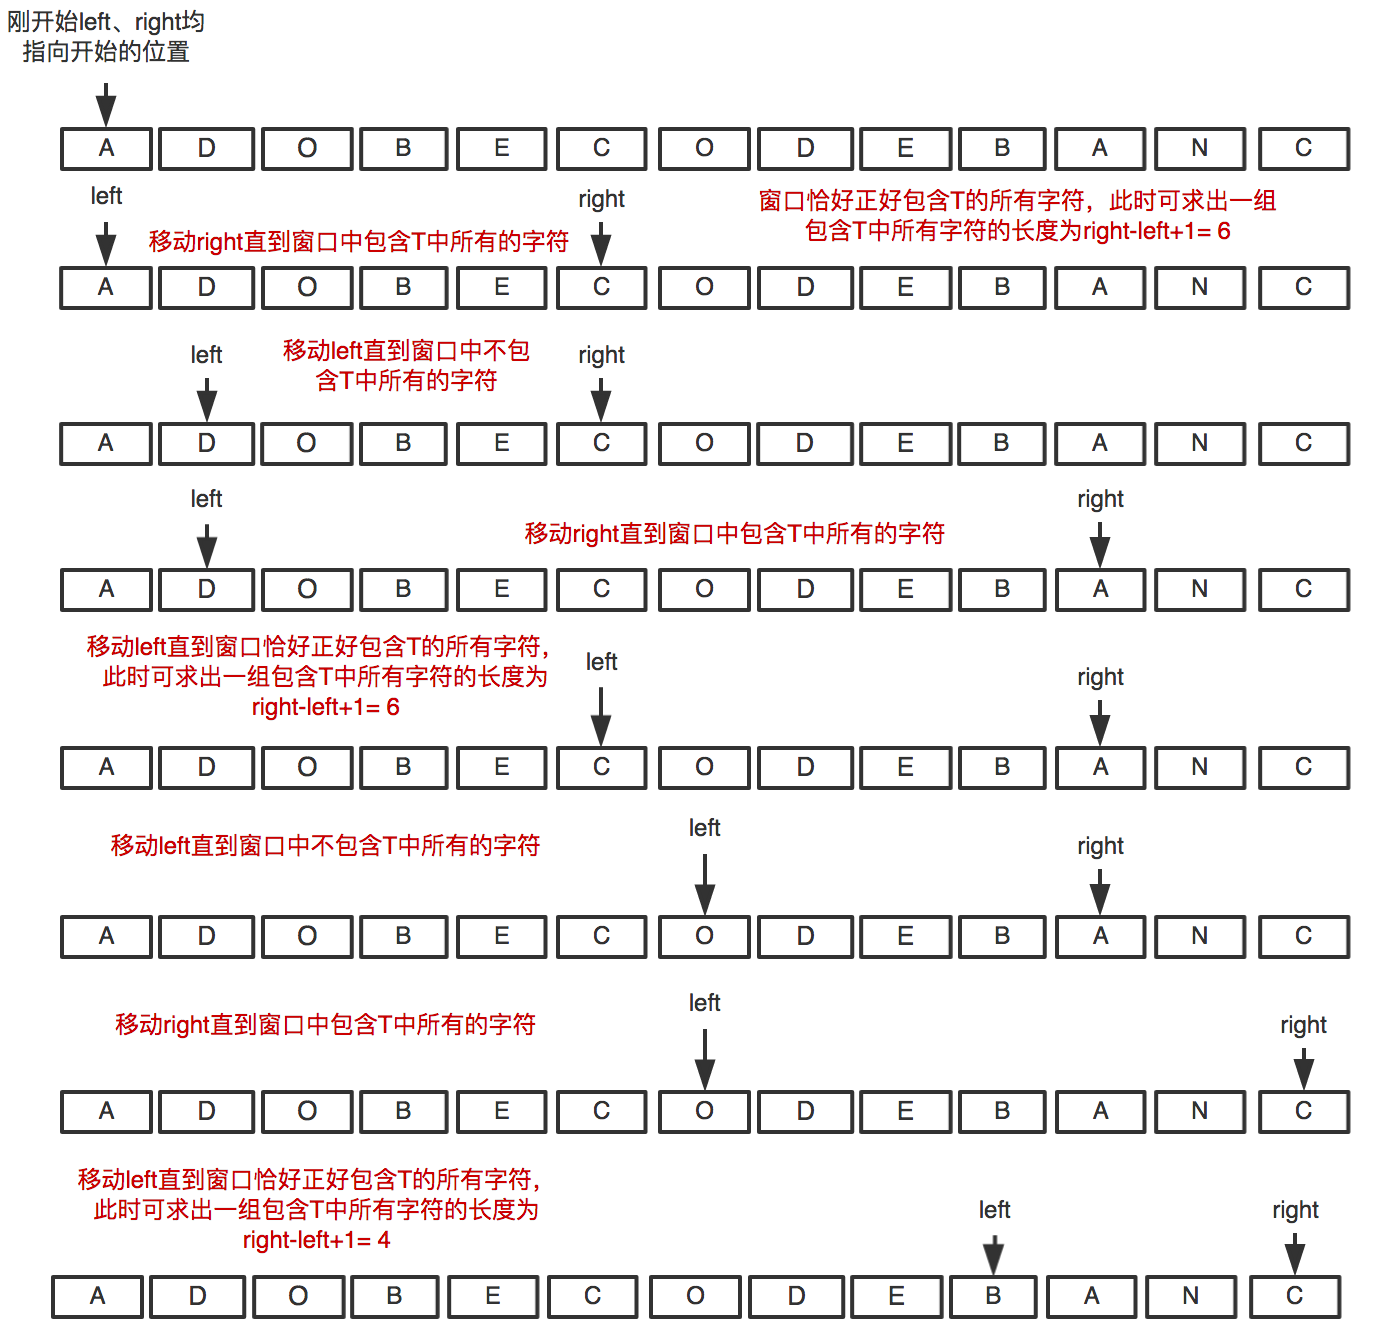 刚开始left、right均
指向开始的位置
A D O B E C O D E B A N C
left
right
移动right直到窗口中包含T中所有的字符
窗口恰好正好包含T的所有字符，此时可求出一组
包含T中所有字符的长度为right-left+1= 6
A D O B E C O D E B A N C
left
移动left直到窗口中不包
含T中所有的字符
right
A D O B E C O D E B A N C
left
移动right直到窗口中包含T中所有的字符
right
A D O B E C O D E B A N C
移动left直到窗口恰好正好包含T的所有字符，
此时可求出一组包含T中所有字符的长度为
right-left+1= 6
left
right
A D O B E C O D E B A N C
移动left直到窗口中不包含T中所有的字符
left
right
A D O B E C O D E B A N C
移动right直到窗口中包含T中所有的字符
left
right
A D O B E C O D E B A N C
移动left直到窗口恰好正好包含T的所有字符，
此时可求出一组包含T中所有字符的长度为
right-left+1= 4
left
right
A D O B E C O D E B A N C